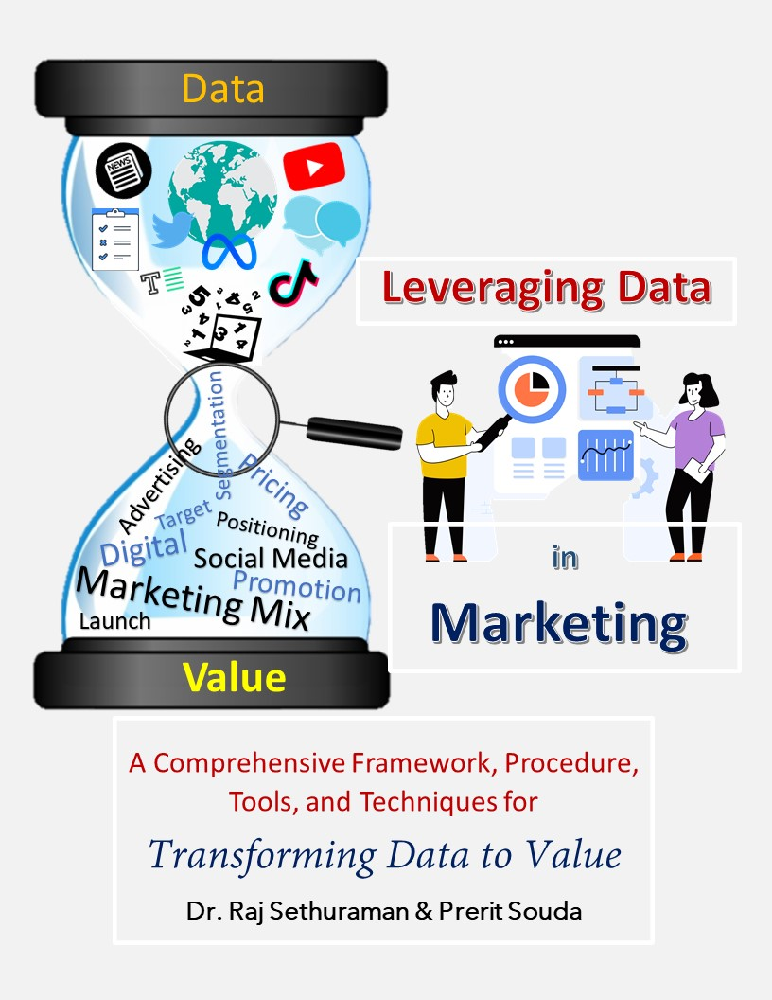 Data
NEWS
T
Leveraging Data
Segmentation
Advertising
Pricing
Target
Positioning
Digital
Social Media
Promotion
Marketing Mix
Launch
in
Marketing
Value
A Comprehensive Framework, Procedure,
Tools, and Techniques for
Transforming Data to Value
Dr. Raj Sethuraman & Prerit Souda